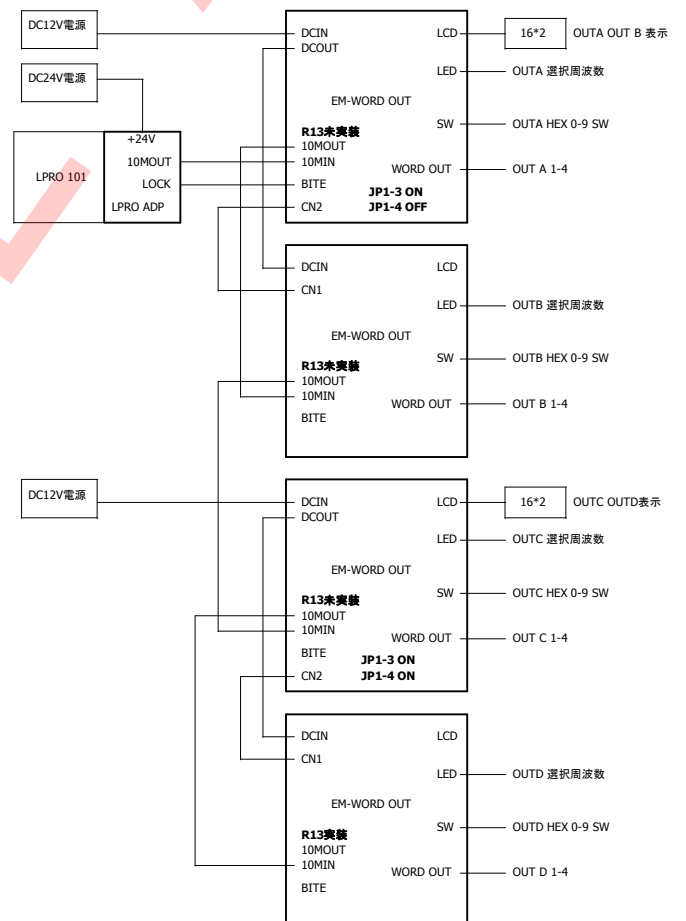 DC12V電源
DC24V電源
LPRO 101
+24V
10MOUT
LOCK
LPRO ADP
DCIN
DCOUT
EM-WORD OUT
R13未実装
10MOUT
10MIN
BITE
CN2
LCD
LED
SW
WORD OUT
JP1-3 ON
JP1-4 OFF
16*2
OUTA OUT B 表示
OUTA 選択周波数
OUTA HEX 0-9 SW
OUT A 1-4
DCIN
CN1
EM-WORD OUT
R13未実装
10MOUT
10MIN
BITE
LCD
LED
SW
WORD OUT
OUTB 選択周波数
OUTB HEX 0-9 SW
OUT B 1-4
DC12V電源
DCIN
DCOUT
EM-WORD OUT
R13未実装
10MOUT
10MIN
BITE
CN2
LCD
LED
SW
WORD OUT
JP1-3 ON
JP1-4 ON
16*2
OUTC OUTD表示
OUTC 選択周波数
OUTC HEX 0-9 SW
OUT C 1-4
DCIN
CN1
EM-WORD OUT
R13実装
10MOUT
10MIN
BITE
LCD
LED
SW
WORD OUT
OUTD 選択周波数
OUTD HEX 0-9 SW
OUT D 1-4